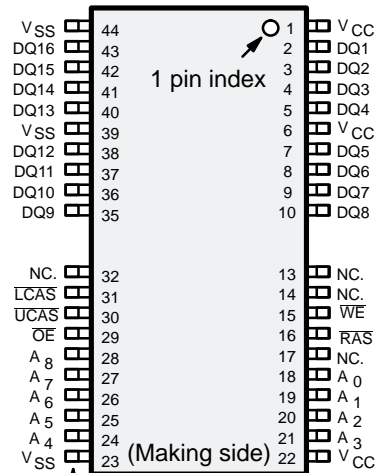 VSS 44 1 VCC
DQ16 43 2 DQ1
DQ15 42 3 DQ2
1 pin index
DQ14 41 4 DQ3
DQ13 40 5 DQ4
VSS 39 6 VCC
DQ12 38 7 DQ5
DQ11 37 8 DQ6
DQ10 36 9 DQ7
DQ9 35 10 DQ8
NC. 32 13 NC.
LCAS 31 14 NC.
UCAS 30 15 WE
OE 29 16 RAS
A8 28 17 NC.
A7 27 18 A0
A6 26 19 A1
A5 25 20 A2
A4 24 21 A3
VSS 23 (Making side) 22 VCC